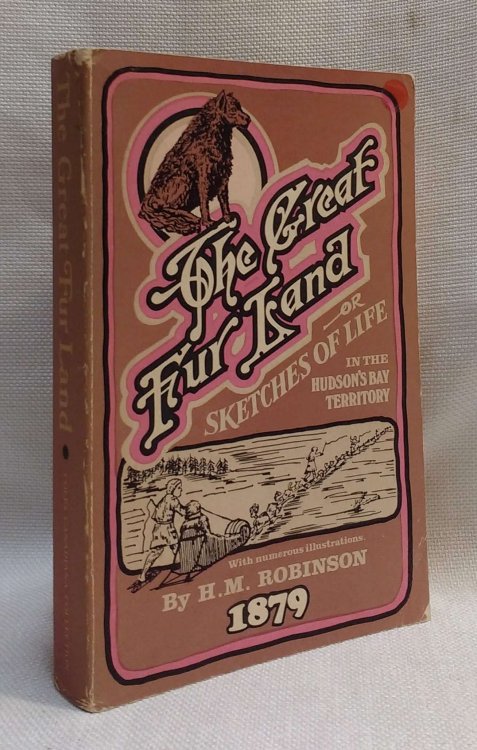 The Great Fur Land
The Great
Fur Land
OR
SKETCHES OF LIFE
IN THE
HUDSON'S BAY
TERRITORY
With numerous illustrations.
By H.M. ROBINSON
1879